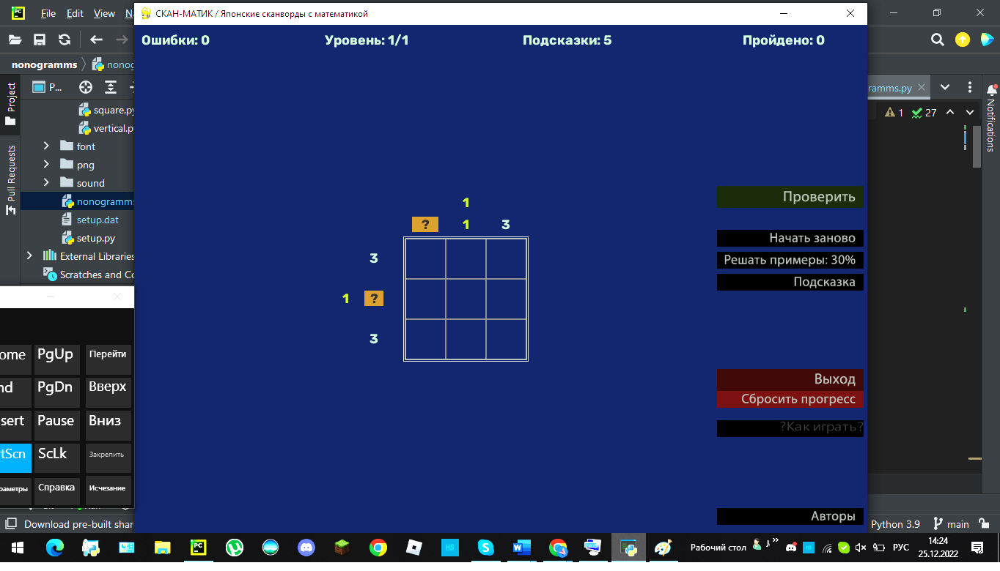 File Edit View N
СКАН-МАТИК / Японские сканворды с математикой
Ошибки: 0 Уровень: 1/1 Подсказки: 5 Пройдено: 0
nonogramms nonog
Project
Pull Requests
P...
square.py
vertical.p
font
png
sound
nonogramms
setup.dat
setup.py
External Libraries
Scratches and Co
ramms.py
1 27
Notifications
1
? 1 3
3
1 ?
3
Проверить
Начать заново
Решать примеры: 30%
Подсказка
Выход
Сбросить прогресс
?Как играть?
Авторы
ome PgUp Перейти
nd PgDn Вверх
sert Pause Вниз
tScn ScLk Закрепить
раметры Справка Исчезание
Download pre-built shar
Python 3.9 main
Рабочий стол
РУС
14:24
25.12.2022